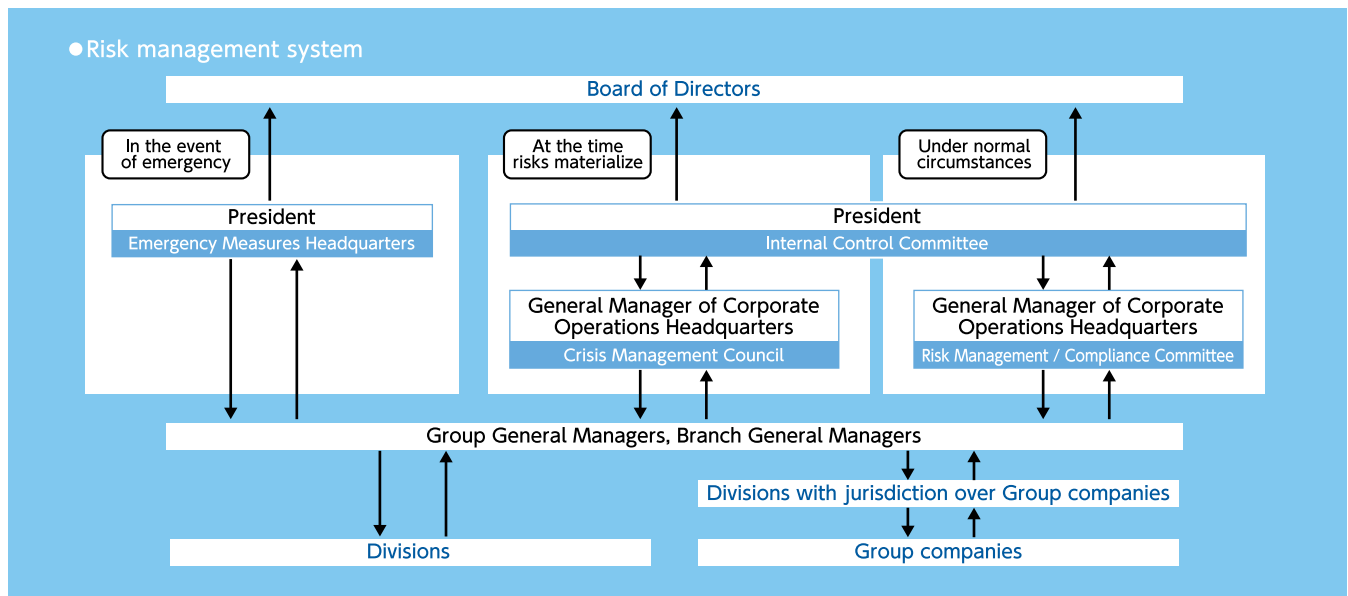 ●Risk management system
Board of Directors
In the event
of emergency
At the time
risks materialize
Under normal
circumstances
President
Emergency Measures Headquarters
President
Internal Control Committee
General Manager of Corporate
Operations Headquarters
Crisis Management Council
General Manager of Corporate
Operations Headquarters
Risk Management / Compliance Committee
Group General Managers, Branch General Managers
Divisions with jurisdiction over Group companies
Divisions
Group companies